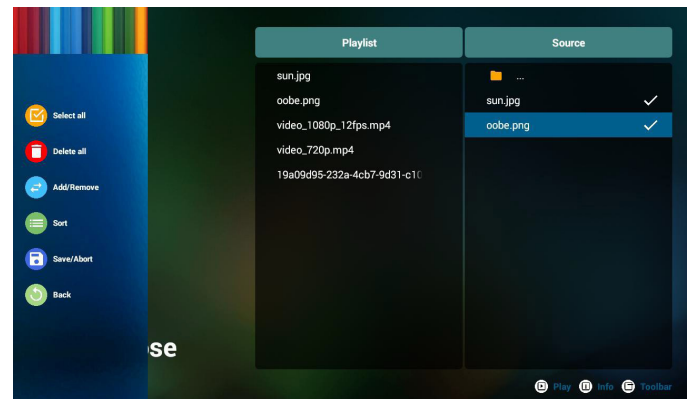 Select all
Delete all
Add/Remove
Sort
Save/Abort
Back
se
Playlist
sun.jpg
oobe.png
video_1080p_12fps.mp4
video_720p.mp4
19a09d95-232a-4cb7-9d31-c10
Source
...
sun.jpg
oobe.png
Play Info Toolbar